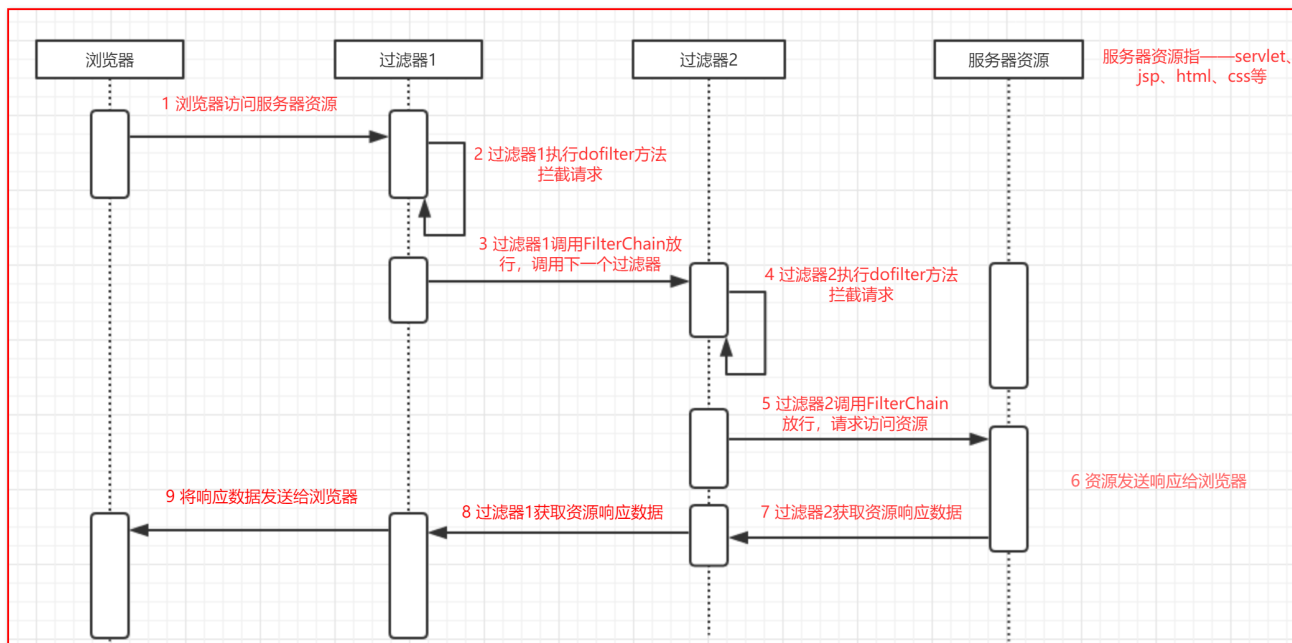 浏览器
过滤器1
过滤器2
服务器资源
服务器资源指——servlet、
jsp、html、css等
1 浏览器访问服务器资源
2 过滤器1执行dofilter方法
拦截请求
3 过滤器1调用FilterChain放
行，调用下一个过滤器
4 过滤器2执行dofilter方法
拦截请求
5 过滤器2调用FilterChain
放行，请求访问资源
6 资源发送响应给浏览器
7 过滤器2获取资源响应数据
8 过滤器1获取资源响应数据
9 将响应数据发送给浏览器